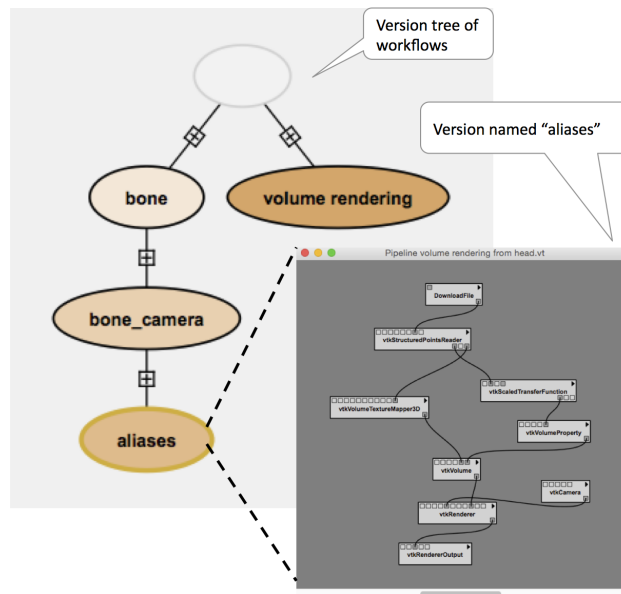 Version tree of
workflows
Version named “aliases”
bone
volume rendering
bone_camera
aliases
Pipeline volume rendering from head.vt
DownloadFile
vtkStructuredPointsReader
vtkScaledTransferFunction
vtkVolumeTextureMapper3D
vtkVolumeProperty
vtkVolume
vtkCamera
vtkRenderer
vtkRendererOutput